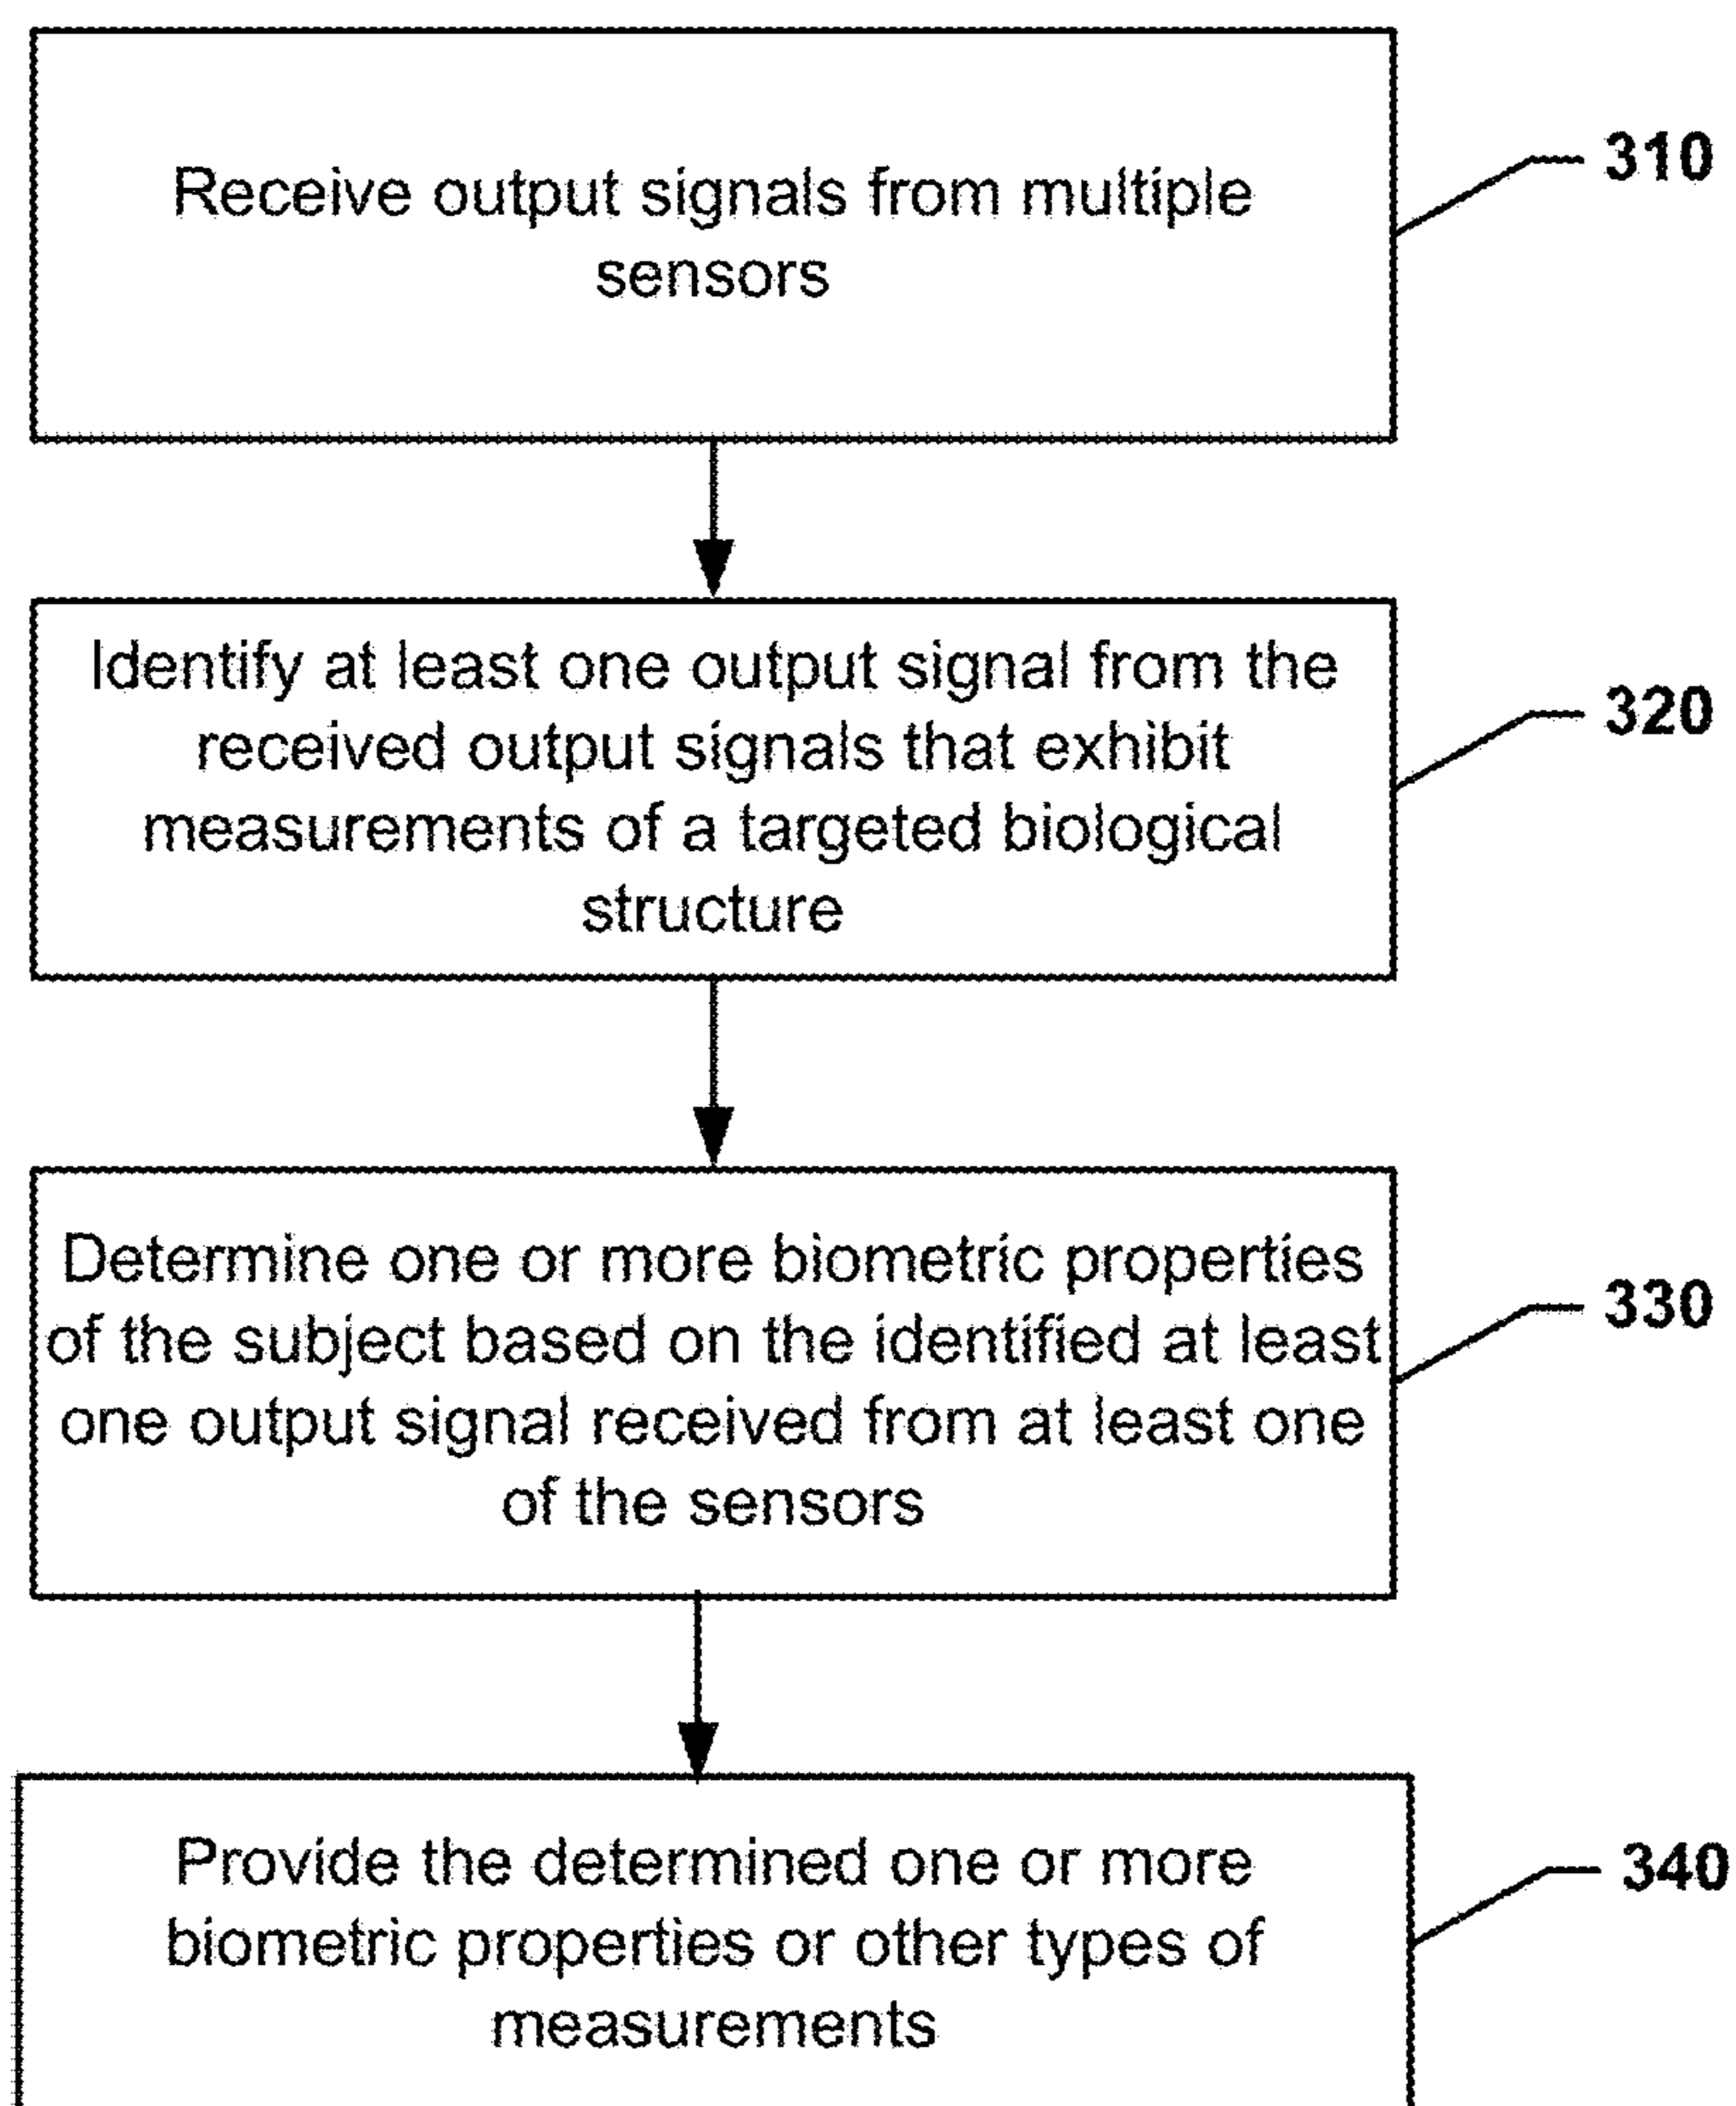 Receive output signals from multiple
sensors
310
Identify at least one output signal from the
received output signals that exhibit
measurements of a targeted biological
structure
320
Determine one or more biometric properties
of the subject based on the identified at least
one output signal received from at least one
of the sensors
330
Provide the determined one or more
biometric properties or other types of
measurements
340